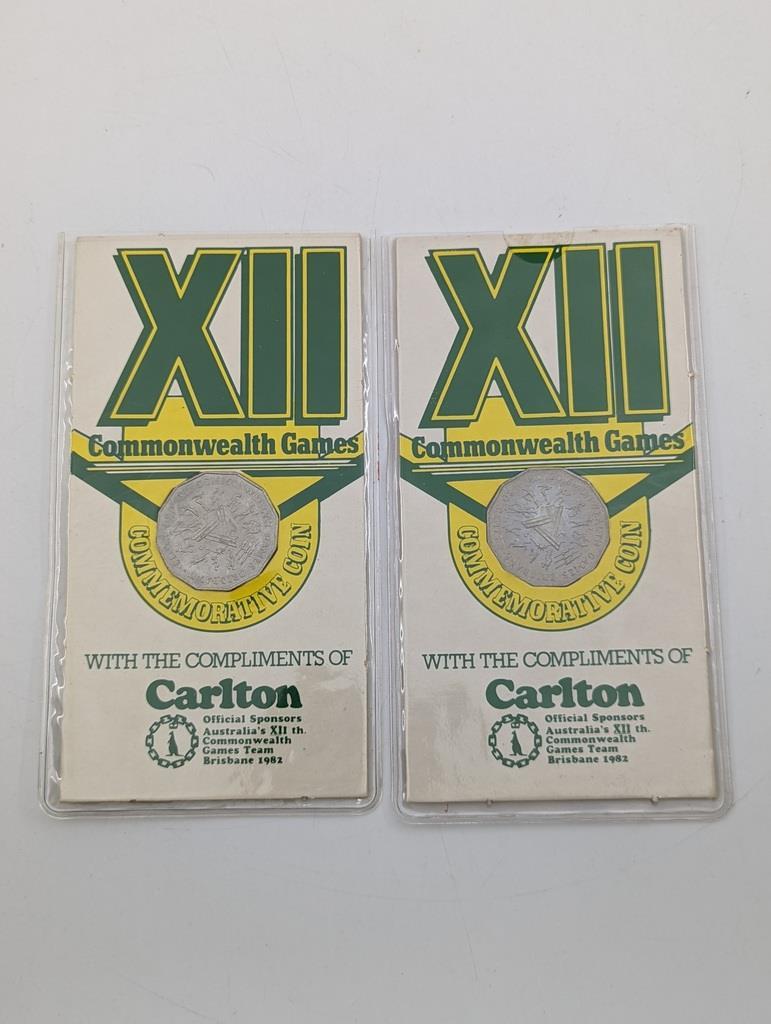 XII
Commonwealth Games
COMMEMORATIVE COIN
WITH THE COMPLIMENTS OF
Carlton
Official Sponsors
Australia's XII th.
Commonwealth
Games Team
Brisbane 1982
XII
Commonwealth Games
COMMEMORATIVE COIN
WITH THE COMPLIMENTS OF
Carlton
Official Sponsors
Australia's XII th.
Commonwealth
Games Team
Brisbane 1982